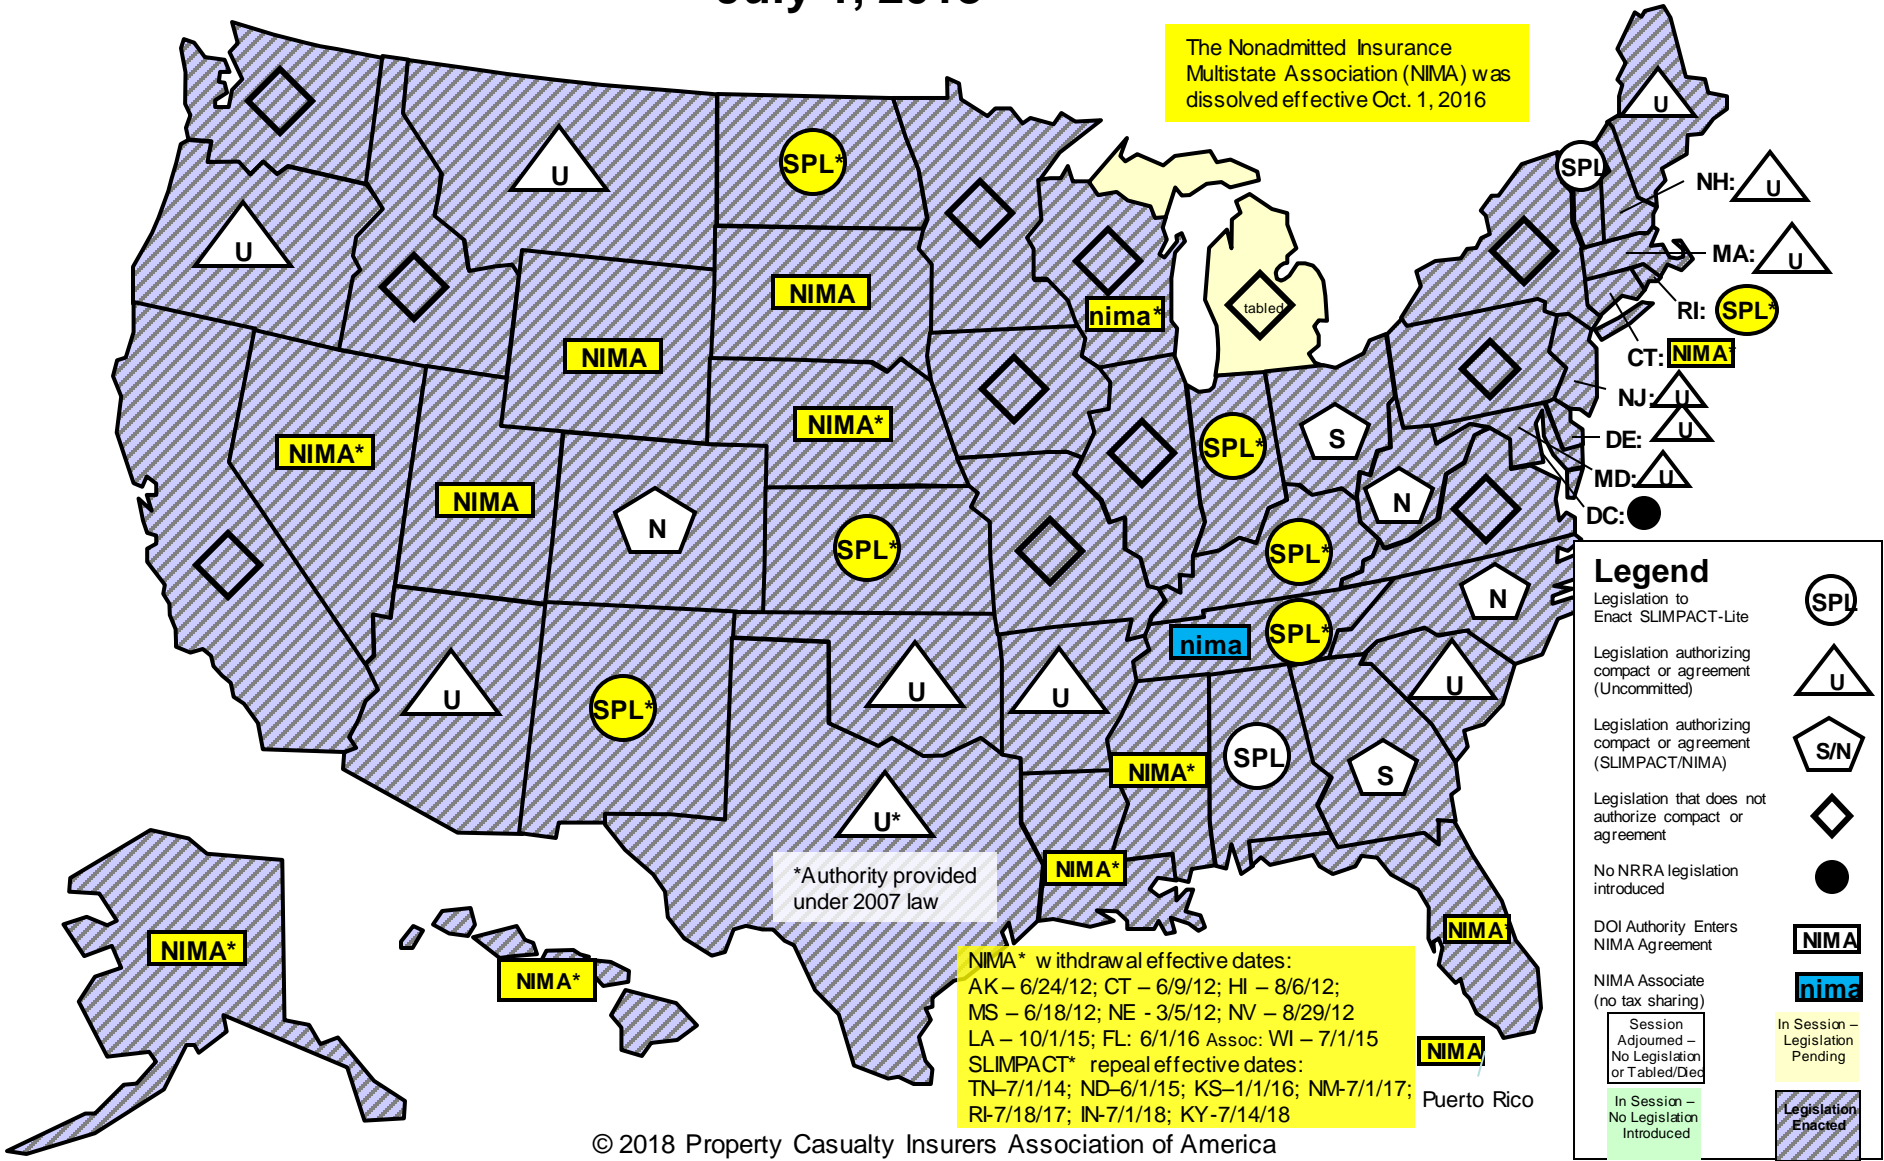 The Nonadmitted Insurance
Multistate Association (NIMA) was
dissolved effective Oct. 1, 2016
U
SPL
U
SPL*
NH: U
U
MA: U
NIMA
nima*
tabled
RI: SPL*
NIMA
CT: NIMA*
NIMA*
NJ: U
NIMA*
SPL*
S
DE: U
NIMA
N
MD: U
N
DC:
SPL*
SPL*
N
nima
SPL*
U
U
U
U
SPL*
NIMA*
SPL
S
U*
*Authority provided
under 2007 law
NIMA*
NIMA*
NIMA*
NIMA*
NIMA* withdrawal effective dates:
AK – 6/24/12; CT – 6/9/12; HI – 8/6/12;
MS – 6/18/12; NE - 3/5/12; NV – 8/29/12
LA – 10/1/15; FL: 6/1/16 Assoc: WI – 7/1/15
SLIMPACT* repeal effective dates:
TN–7/1/14; ND–6/1/15; KS–1/1/16; NM-7/1/17;
RI-7/18/17; IN-7/1/18; KY-7/14/18
NIMA
Puerto Rico
Legend
Legislation to
Enact SLIMPACT-Lite
SPL
Legislation authorizing
compact or agreement
(Uncommitted)
U
Legislation authorizing
compact or agreement
(SLIMPACT/NIMA)
S/N
Legislation that does not
authorize compact or
agreement
No NRRA legislation
introduced
DOI Authority Enters
NIMA Agreement
NIMA
NIMA Associate
(no tax sharing)
nima
Session
Adjourned –
No Legislation
or Tabled/Died
In Session –
Legislation
Pending
In Session –
No Legislation
Introduced
Legislation
Enacted
© 2018 Property Casualty Insurers Association of America